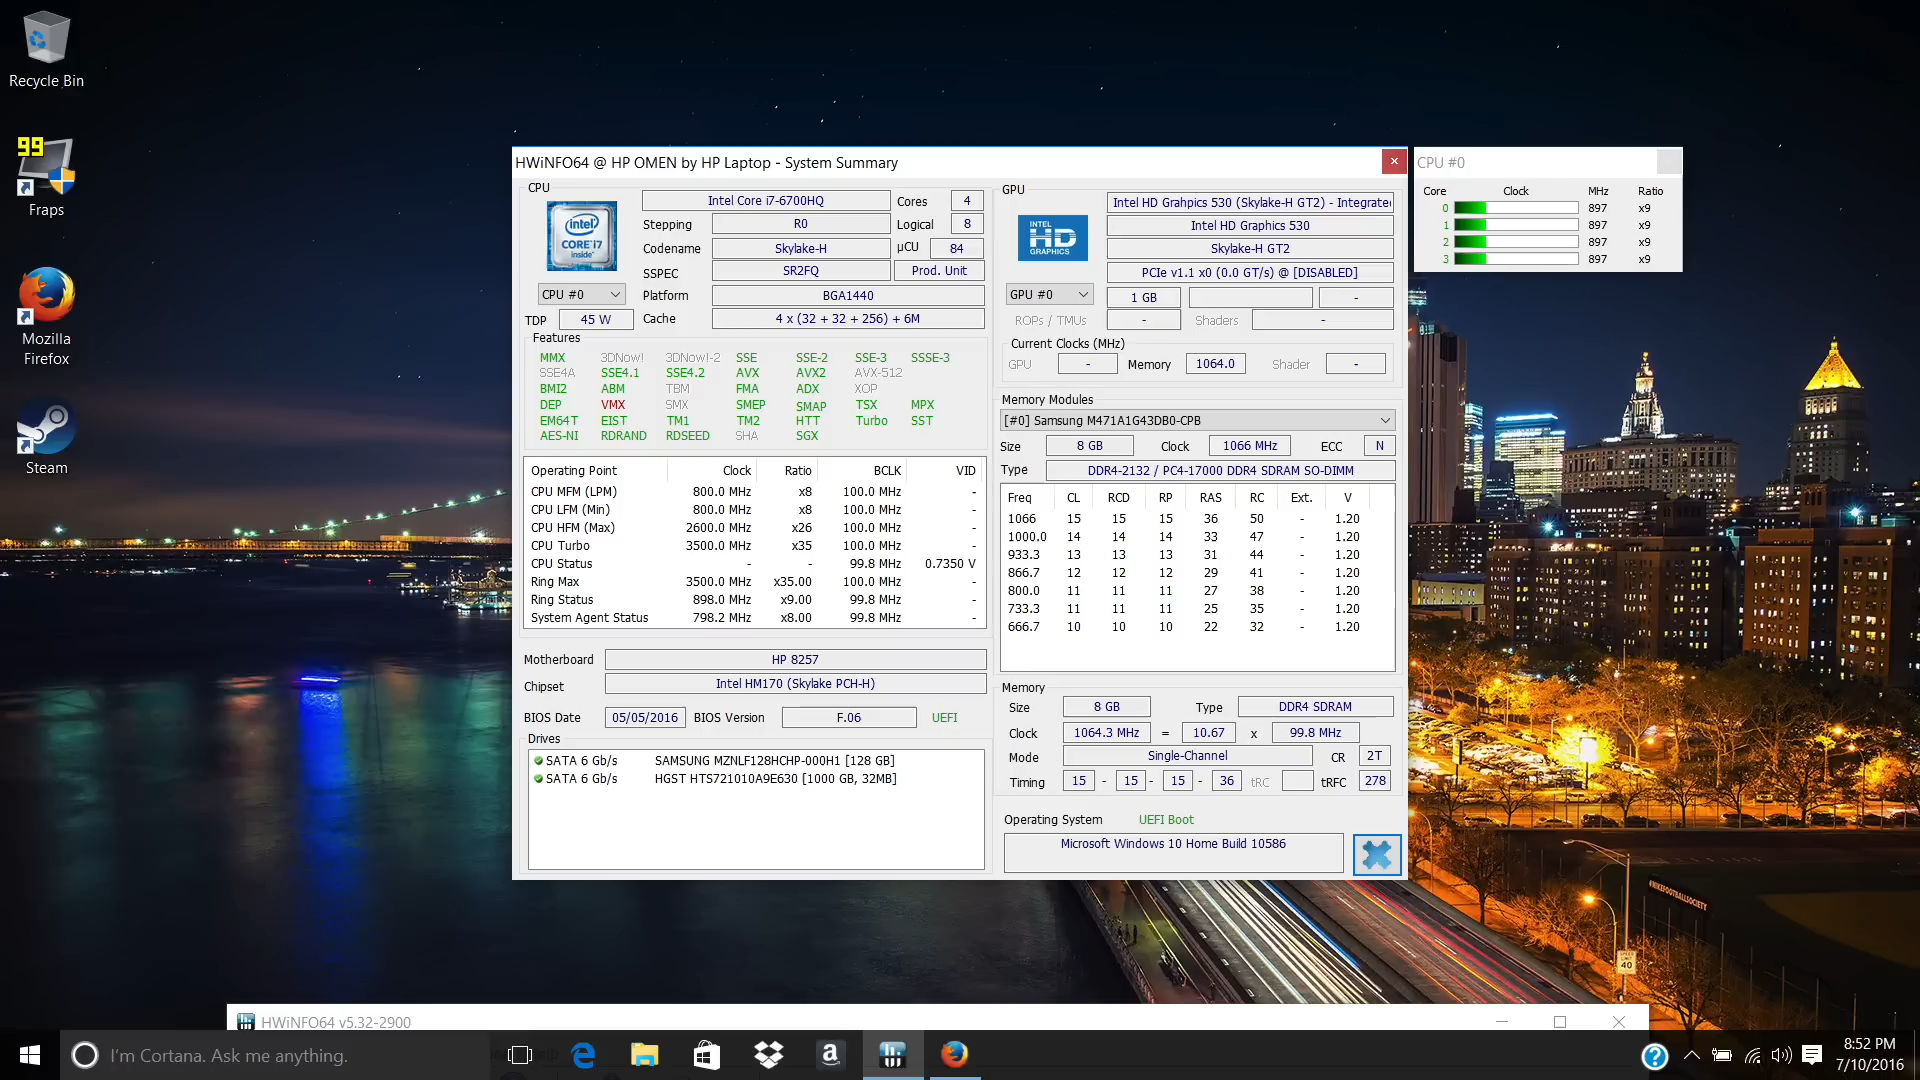 Recycle Bin
99
Fraps
Mozilla
Firefox
Steam
HWiNFO64 @ HP OMEN by HP Laptop - System Summary
CPU
intel
CORE i7
inside
Intel Core i7-6700HQ
Cores 4
Stepping R0 Logical 8
Codename Skylake-H µCU 84
SSPEC SR2FQ Prod. Unit
CPU #0 Platform BGA1440
TDP 45 W Cache 4 x (32 + 32 + 256) + 6M
Features
MMX 3DNow! 3DNow!-2 SSE SSE-2 SSE-3 SSSE-3
SSE4A SSE4.1 SSE4.2 AVX AVX2 AVX-512
BMI2 ABM TBM FMA ADX XOP
DEP VMX SMX SMEP SMAP TSX MPX
EM64T EIST TM1 TM2 HTT Turbo SST
AES-NI RDRAND RDSEED SHA SGX
Operating Point Clock Ratio BCLK VID
CPU MFM (LPM) 800.0 MHz x8 100.0 MHz -
CPU LFM (Min) 800.0 MHz x8 100.0 MHz -
CPU HFM (Max) 2600.0 MHz x26 100.0 MHz -
CPU Turbo 3500.0 MHz x35 100.0 MHz -
CPU Status - - 99.8 MHz 0.7350 V
Ring Max 3500.0 MHz x35.00 100.0 MHz -
Ring Status 898.0 MHz x9.00 99.8 MHz -
System Agent Status 798.2 MHz x8.00 99.8 MHz -
Motherboard HP 8257
Chipset Intel HM170 (Skylake PCH-H)
BIOS Date 05/05/2016 BIOS Version F.06 UEFI
Drives
SATA 6 Gb/s SAMSUNG MZNLF128HCHP-000H1 [128 GB]
SATA 6 Gb/s HGST HTS721010A9E630 [1000 GB, 32MB]
GPU
INTEL
HD
GRAPHICS
Intel HD Grahpics 530 (Skylake-H GT2) - Integrate
Intel HD Graphics 530
Skylake-H GT2
PCIe v1.1 x0 (0.0 GT/s) @ [DISABLED]
GPU #0 1 GB -
ROPs / TMUs - Shaders -
Current Clocks (MHz)
GPU - Memory 1064.0 Shader -
Memory Modules
[#0] Samsung M471A1G43DB0-CPB
Size 8 GB Clock 1066 MHz ECC N
Type DDR4-2132 / PC4-17000 DDR4 SDRAM SO-DIMM
Freq CL RCD RP RAS RC Ext. V
1066 15 15 15 36 50 - 1.20
1000.0 14 14 14 33 47 - 1.20
933.3 13 13 13 31 44 - 1.20
866.7 12 12 12 29 41 - 1.20
800.0 11 11 11 27 38 - 1.20
733.3 11 11 11 25 35 - 1.20
666.7 10 10 10 22 32 - 1.20
Memory
Size 8 GB Type DDR4 SDRAM
Clock 1064.3 MHz = 10.67 x 99.8 MHz
Mode Single-Channel CR 2T
Timing 15 - 15 - 15 - 36 tRC tRFC 278
Operating System UEFI Boot
Microsoft Windows 10 Home Build 10586
CPU #0
Core Clock MHz Ratio
0 897 x9
1 897 x9
2 897 x9
3 897 x9
#NIKEFOOTBALLSOCIETY
SPEED
LIMIT
40
HWiNFO64 v5.32-2900
I'm Cortana. Ask me anything.
8:52 PM
7/10/2016